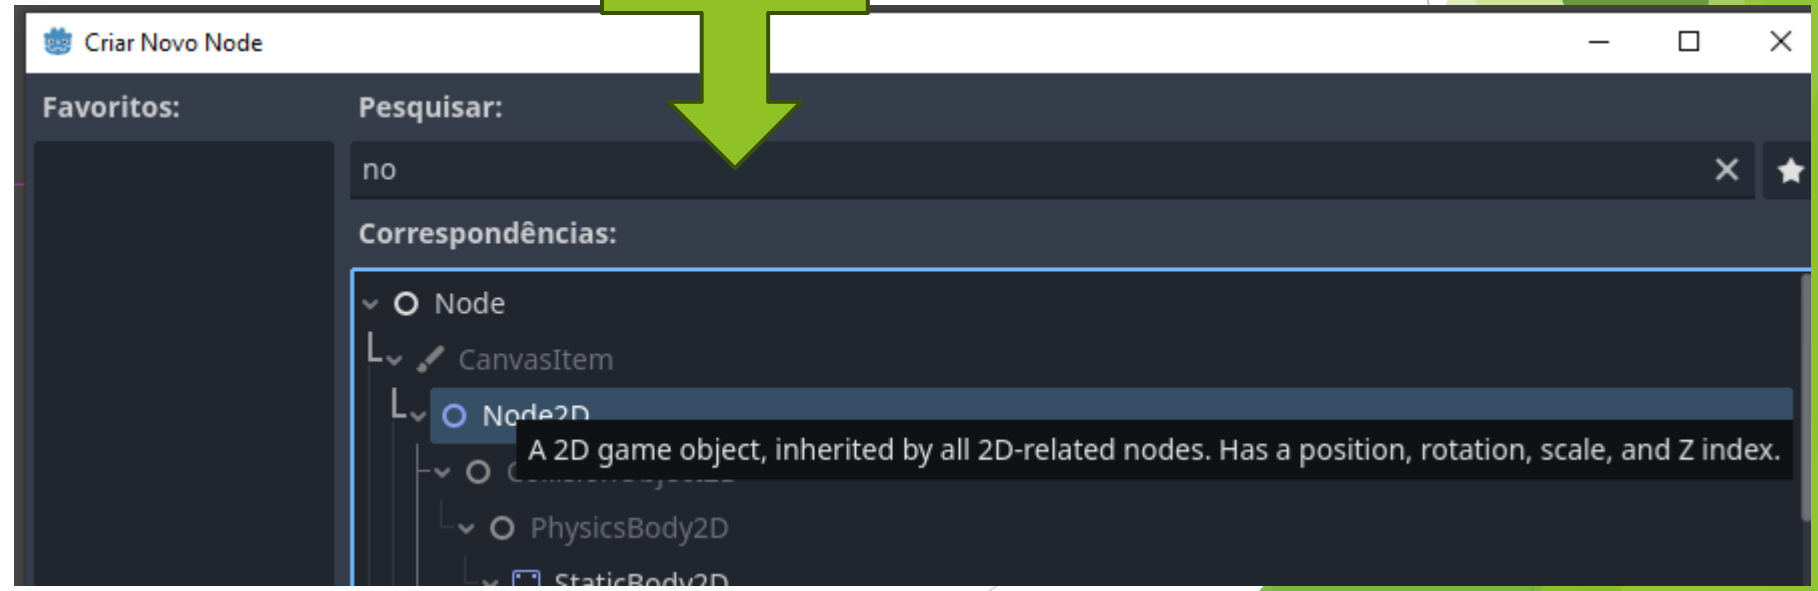 Criar Novo Node
Favoritos:
Pesquisar:
no
Correspondências:
Node
CanvasItem
Node2D
A 2D game object, inherited by all 2D-related nodes. Has a position, rotation, scale, and Z index.
PhysicsBody2D
StaticBody2D